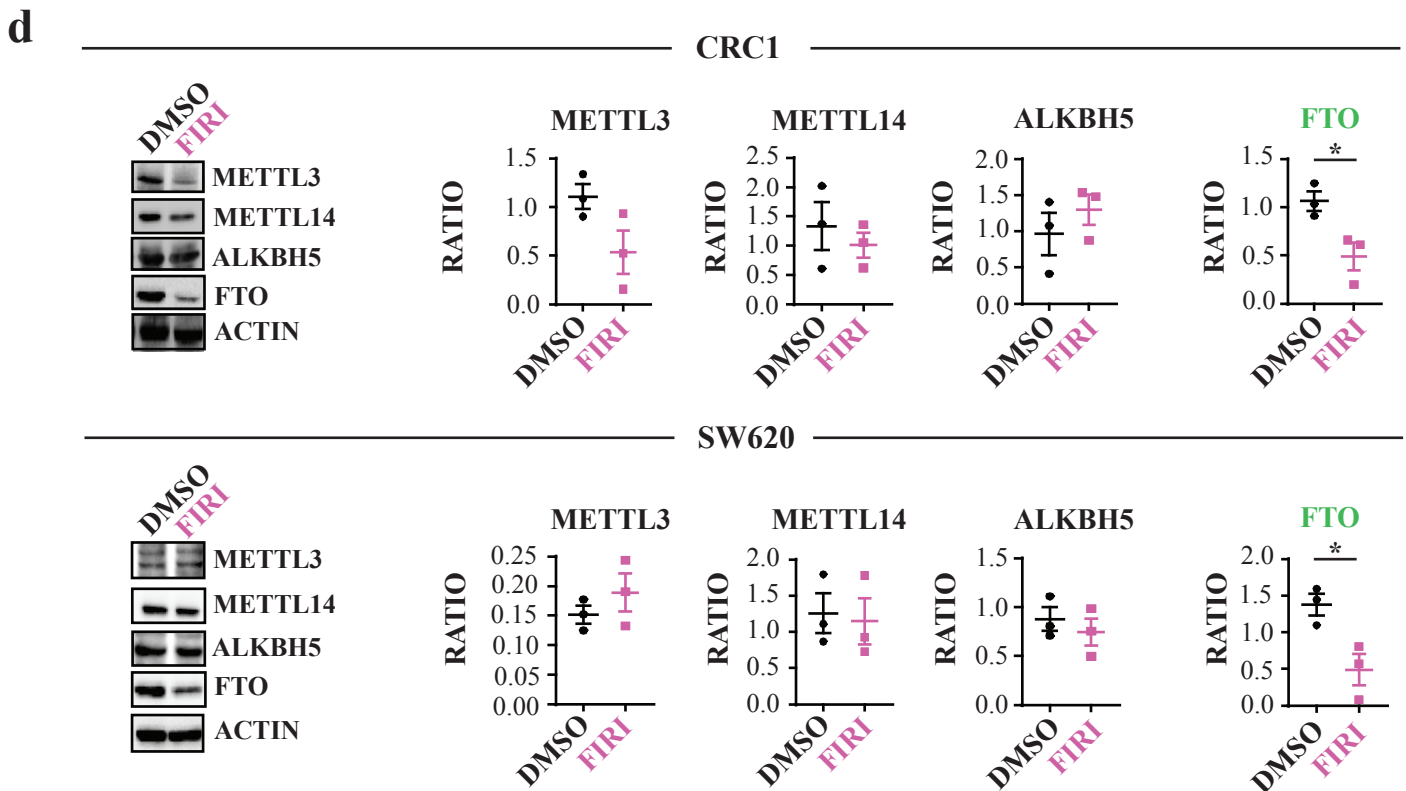 d
CRC1
DMSO
FIRI
METTL3
METTL14
ALKBH5
FTO
ACTIN
METTL3
RATIO
1.5
1.0
0.5
0.0
DMSO
FIRI
METTL14
RATIO
2.5
2.0
1.5
1.0
0.5
0.0
DMSO
FIRI
ALKBH5
RATIO
2.0
1.5
1.0
0.5
0.0
DMSO
FIRI
FTO
*
RATIO
1.5
1.0
0.5
0.0
DMSO
FIRI
SW620
DMSO
FIRI
METTL3
METTL14
ALKBH5
FTO
ACTIN
METTL3
RATIO
0.25
0.20
0.15
0.10
0.05
0.00
DMSO
FIRI
METTL14
RATIO
2.0
1.5
1.0
0.5
0.0
DMSO
FIRI
ALKBH5
RATIO
1.5
1.0
0.5
0.0
DMSO
FIRI
FTO
*
RATIO
2.0
1.5
1.0
0.5
0.0
DMSO
FIRI